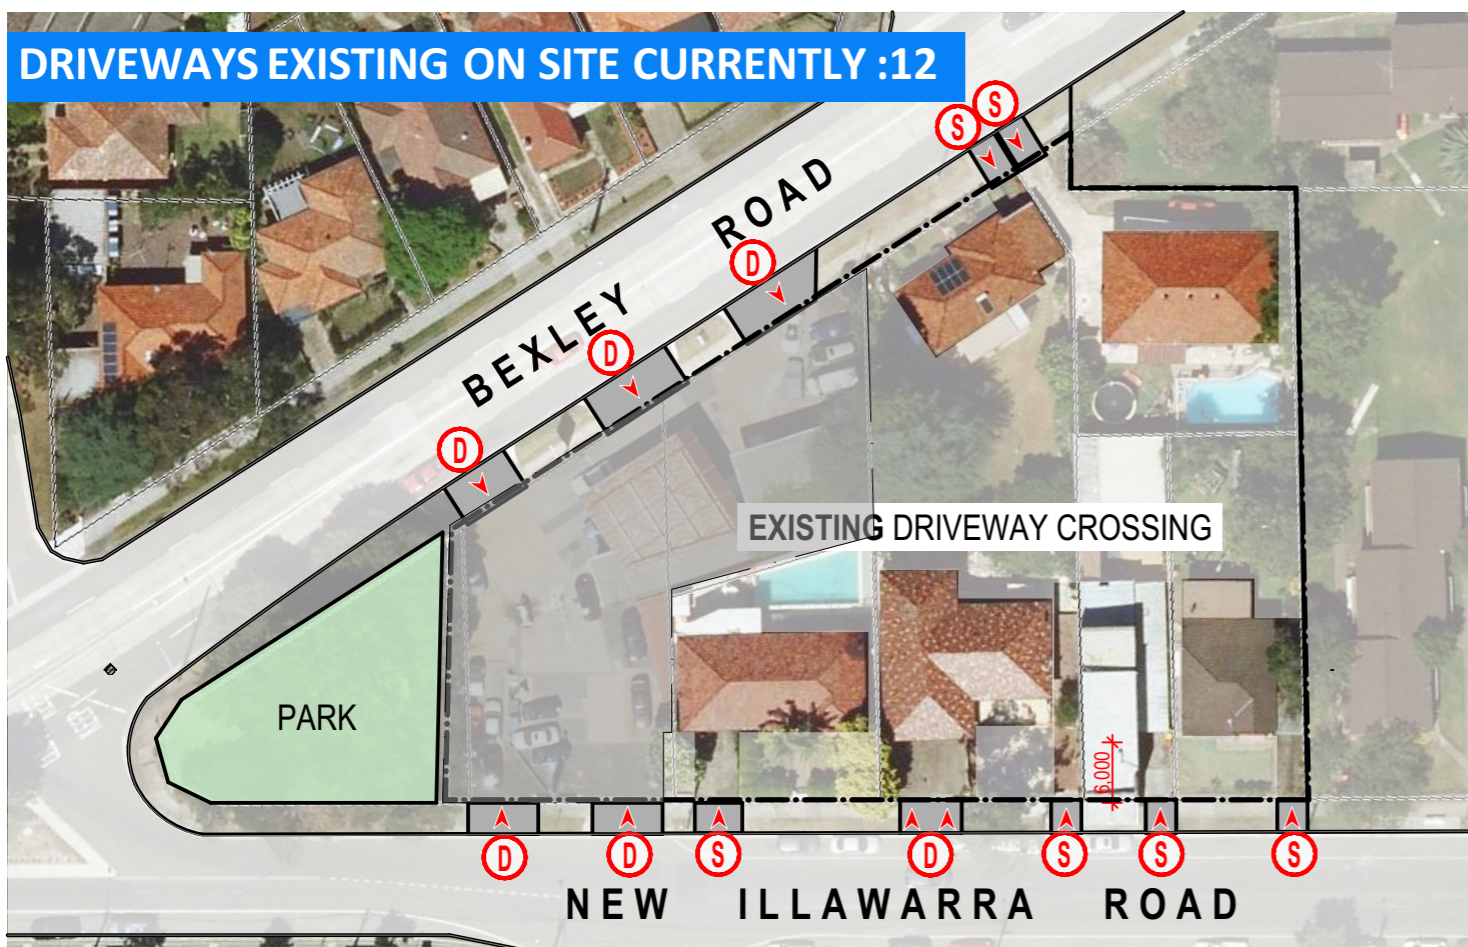 DRIVEWAYS EXISTING ON SITE CURRENTLY :12
S
S
BEXLEY ROAD
D
D
D
EXISTING DRIVEWAY CROSSING
PARK
6,000
D
D
S
D
S
S
S
NEW ILLAWARRA ROAD